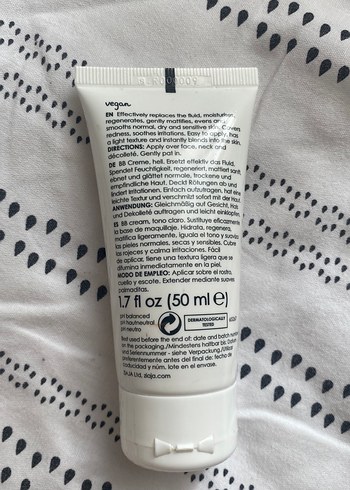 vegan
EN Effectively replaces the fluid, moisturises,
regenerates, gently mattifies, evens and
smooths normal, dry and sensitive skin. Covers
redness, soothes irritations. Easy to apply, has
a light texture and instantly blends into the skin.
DIRECTIONS: Apply over face, neck and
décolleté. Gently pat in.
DE BB Creme, hell. Ersetzt effektiv das Fluid.
Spendet Feuchtigkeit, regeneriert, mattiert sanft,
ebnet und glättet normale, trockene und
empfindliche Haut. Deckt Rötungen ab und
lindert Irritationen. Einfach aufzutragen, hat eine
leichte Textur und verschmilzt sofort mit der Haut.
ANWENDUNG: Gleichmäßig auf Gesicht, Hals
und Dekolleté auftragen und leicht einklopfen.
ES BB cream, tono claro. Sustituye eficazmente
la base de maquillaje. Hidrata, regenera,
matifica ligeramente, iguala el tono y suaviza
las pieles normales, secas y sensibles. Cubre
las rojeces y calma irritaciones. Fácil
de aplicar, tiene una textura ligera que se
difumina inmediatamente en la piel.
MODO DE EMPLEO: Aplicar sobre el rostro,
cuello y escote. Extender mediante suaves
palmaditas.
1.7 fl oz (50 ml ℮)
pH balanced
pH hautneutral
pH neutro
DERMATOLOGICALLY
TESTED
Best used before the end of: date and batch number
on the packaging./Mindestens haltbar bis: Datum
und Seriennummer - siehe Verpackung./Utilizar
preferentemente antes del final de: fecha de
caducidad y núm. lote en el envase.
ZIAJA Ltd. ziaja.com